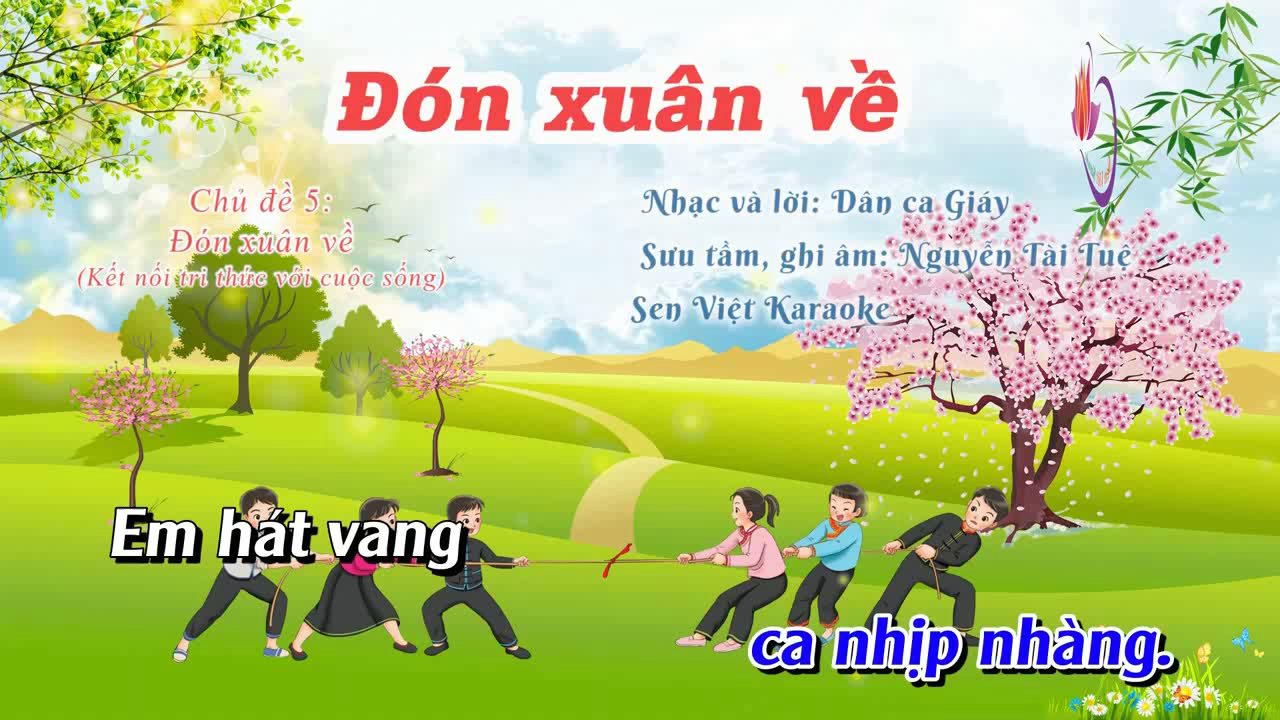 Đón xuân về
Chủ đề 5:
Đón xuân về
(Kết nối tri thức với cuộc sống)
Nhạc và lời: Dân ca Giáy
Sưu tầm, ghi âm: Nguyễn Tài Tuệ
Sen Việt Karaoke
Em hát vang
ca nhịp nhàng.